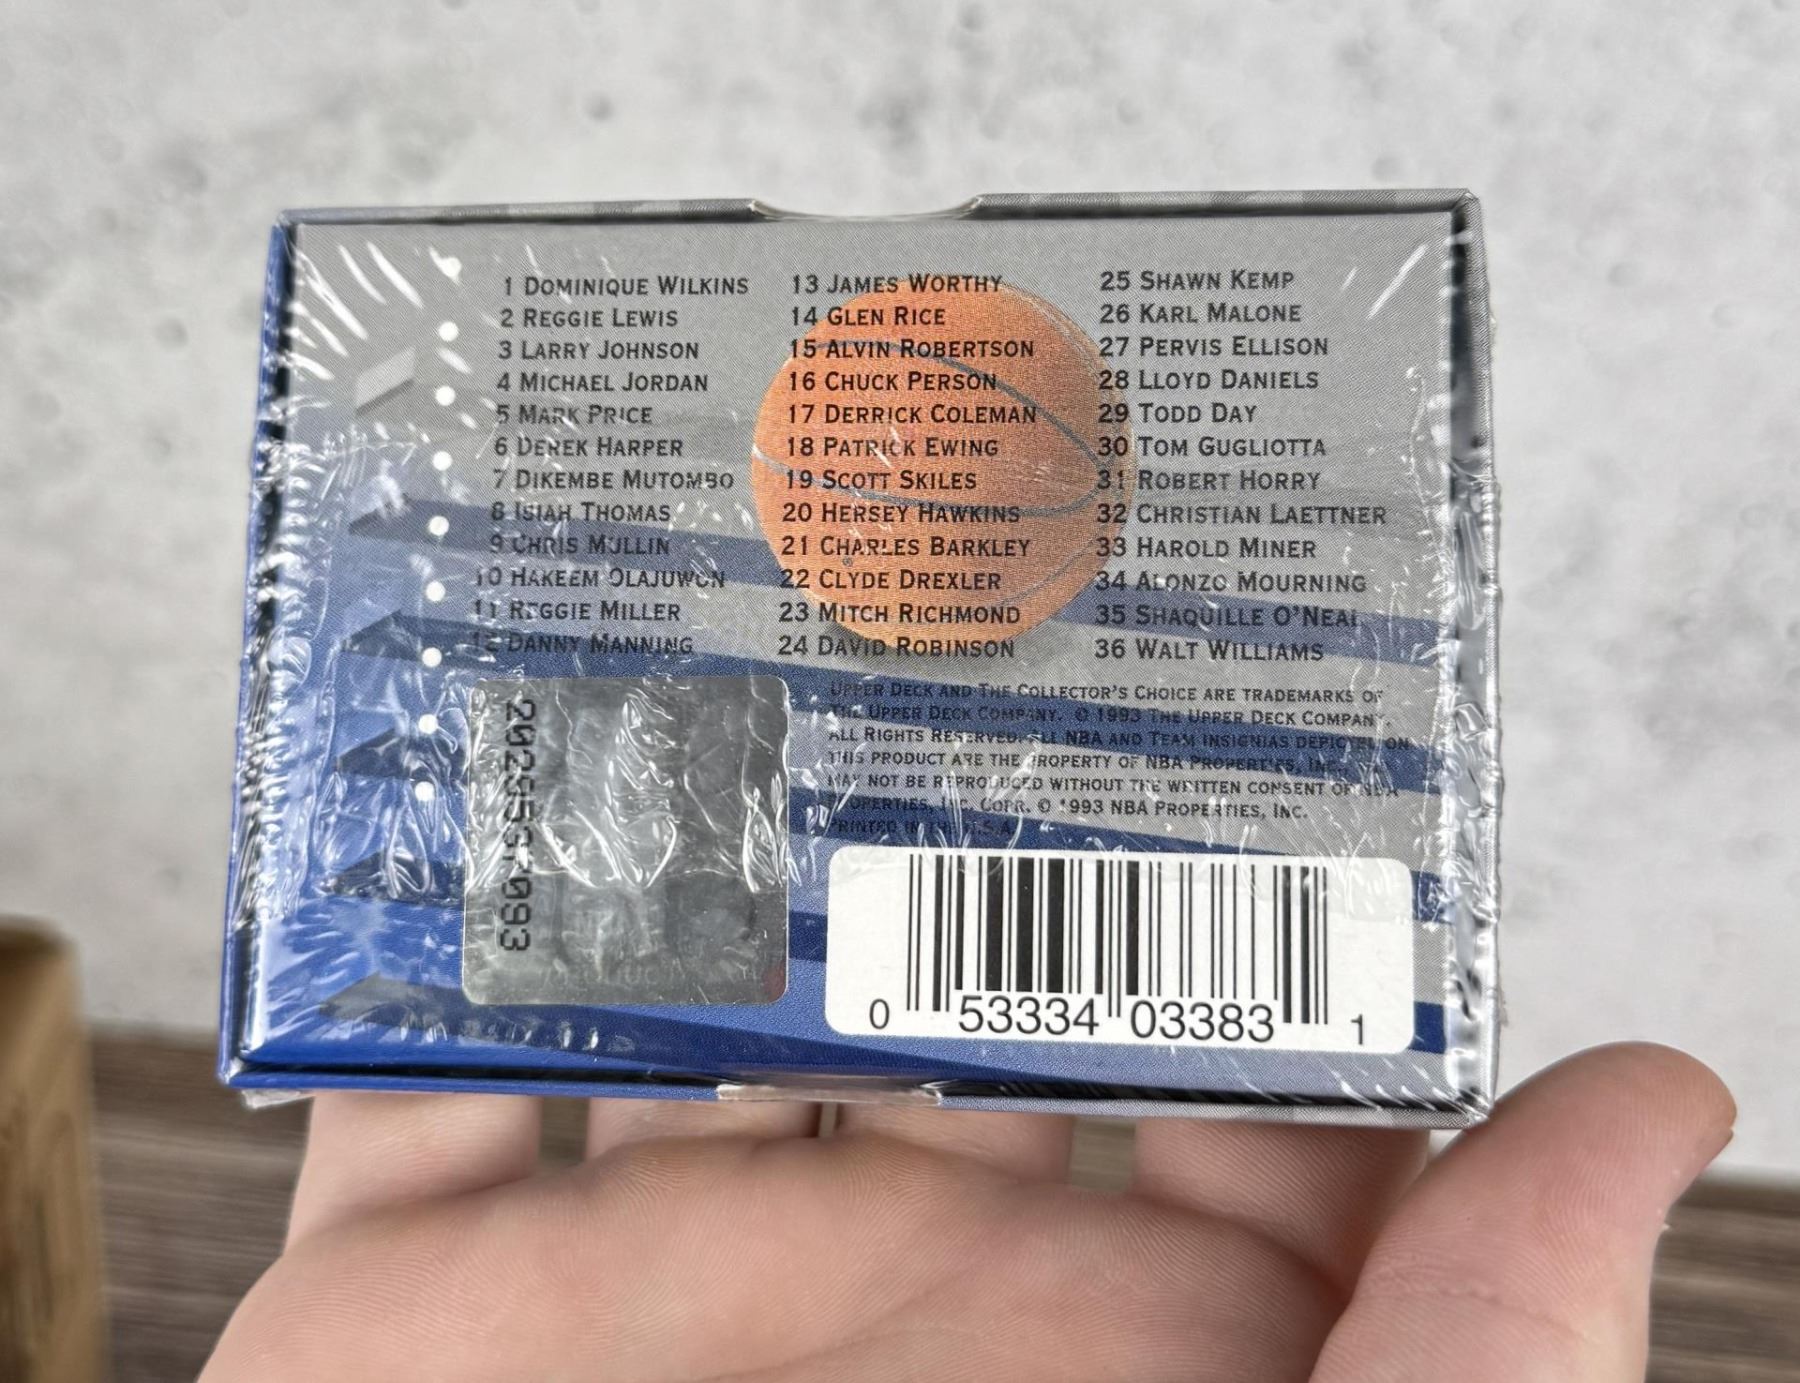 1 DOMINIQUE WILKINS
2 REGGIE LEWIS
3 LARRY JOHNSON
4 MICHAEL JORDAN
5 MARK PRICE
6 DEREK HARPER
7 DIKEMBE MUTOMBO
8 ISIAH THOMAS
9 CHRIS MULLIN
10 HAKEEM OLAJUWON
11 REGGIE MILLER
12 DANNY MANNING
13 JAMES WORTHY
14 GLEN RICE
15 ALVIN ROBERTSON
16 CHUCK PERSON
17 DERRICK COLEMAN
18 PATRICK EWING
19 SCOTT SKILES
20 HERSEY HAWKINS
21 CHARLES BARKLEY
22 CLYDE DREXLER
23 MITCH RICHMOND
24 DAVID ROBINSON
25 SHAWN KEMP
26 KARL MALONE
27 PERVIS ELLISON
28 LLOYD DANIELS
29 TODD DAY
30 TOM GUGLIOTTA
31 ROBERT HORRY
32 CHRISTIAN LAETTNER
33 HAROLD MINER
34 ALONZO MOURNING
35 SHAQUILLE O'NEAL
36 WALT WILLIAMS
UPPER DECK AND THE COLLECTOR'S CHOICE ARE TRADEMARKS OF
THE UPPER DECK COMPANY. © 1993 THE UPPER DECK COMPANY.
ALL RIGHTS RESERVED. ALL NBA AND TEAM INSIGNIAS DEPICTED ON
THIS PRODUCT ARE THE PROPERTY OF NBA PROPERTIES, INC.
MAY NOT BE REPRODUCED WITHOUT THE WRITTEN CONSENT OF NBA
PROPERTIES, INC. COPR. © 1993 NBA PROPERTIES, INC.
PRINTED IN THE U.S.A.
0 53334 03383 1